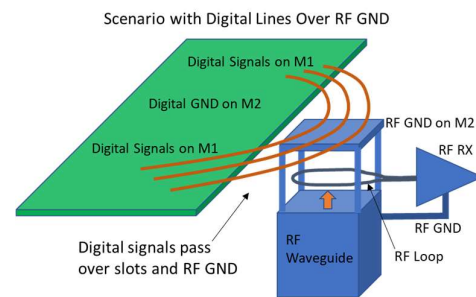 Scenario with Digital Lines Over RF GND
Digital Signals on M1
Digital GND on M2
Digital Signals on M1
RF GND on M2
RF RX
Digital signals pass
over slots and RF GND
RF
Waveguide
RF GND
RF Loop